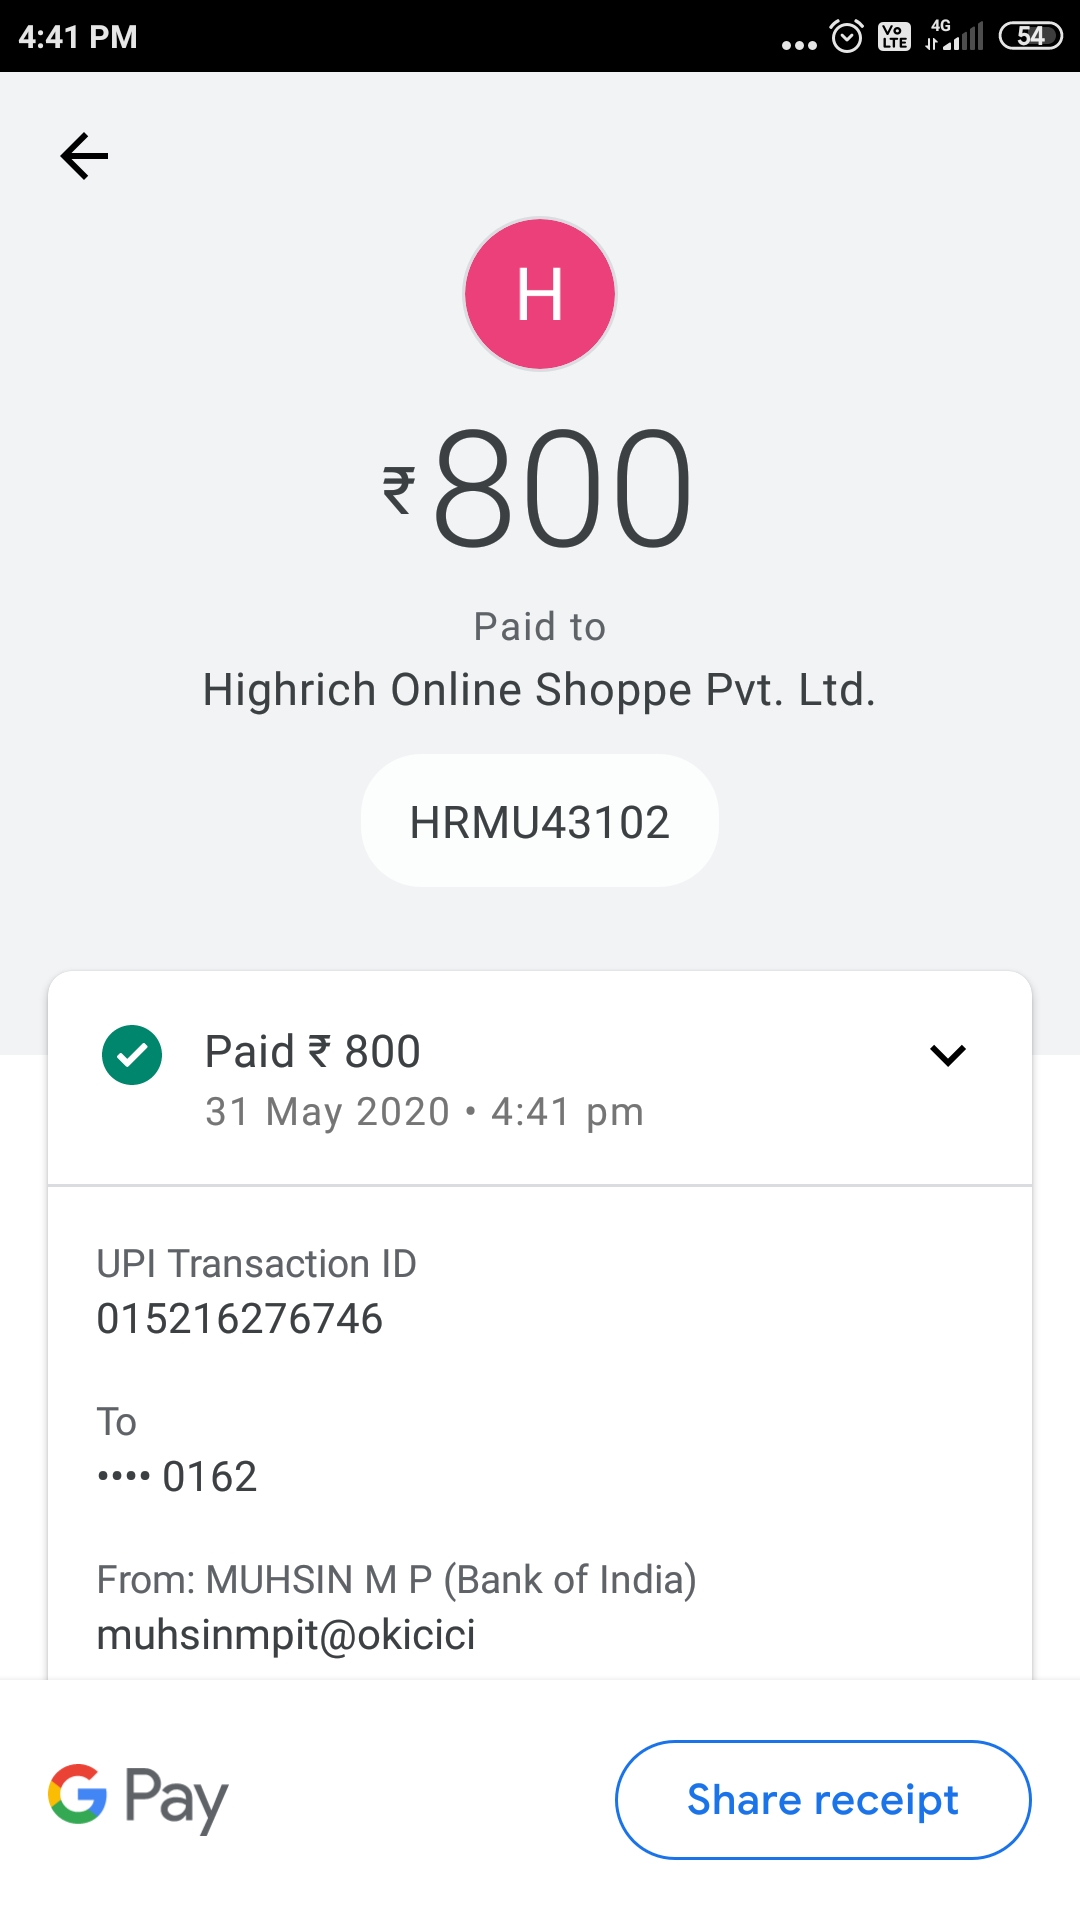 4:41 PM
Vo LTE 4G 54
H
₹800
Paid to
Highrich Online Shoppe Pvt. Ltd.
HRMU43102
Paid ₹ 800
31 May 2020 • 4:41 pm
UPI Transaction ID
015216276746
To
•••• 0162
From: MUHSIN M P (Bank of India)
muhsinmpit@okicici
G Pay
Share receipt